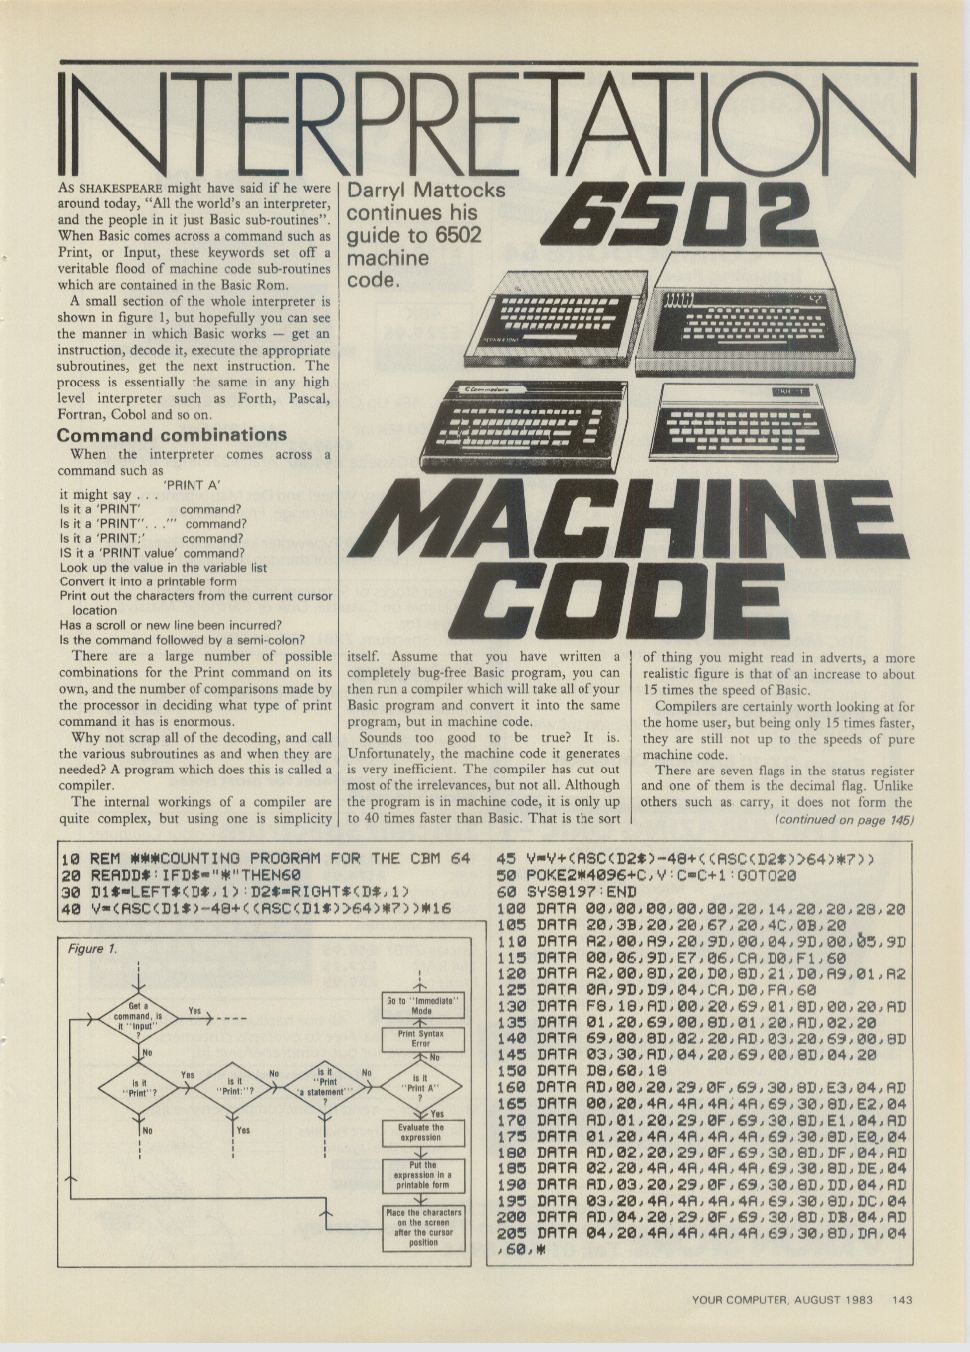 INTERPRETATION
As SHAKESPEARE might have said if he were
around today, "All the world's an interpreter,
and the people in it just Basic sub-routines".
When Basic comes across a command such as
Print, or Input, these keywords set off a
veritable flood of machine code sub-routines
which are contained in the Basic Rom.
A small section of the whole interpreter is
shown in figure 1, but hopefully you can see
the manner in which Basic works — get an
instruction, decode it, execute the appropriate
subroutines, get the next instruction. The
process is essentially the same in any high
level interpreter such as Forth, Pascal,
Fortran, Cobol and so on.
Command combinations
When the interpreter comes across a
command such as
'PRINT A'
it might say . . .
Is it a 'PRINT' command?
Is it a 'PRINT". . .''' command?
Is it a 'PRINT;' command?
IS it a 'PRINT value' command?
Look up the value in the variable list
Convert it into a printable form
Print out the characters from the current cursor
location
Has a scroll or new line been incurred?
Is the command followed by a semi-colon?
There are a large number of possible
combinations for the Print command on its
own, and the number of comparisons made by
the processor in deciding what type of print
command it has is enormous.
Why not scrap all of the decoding, and call
the various subroutines as and when they are
needed? A program which does this is called a
compiler.
The internal workings of a compiler are
quite complex, but using one is simplicity
Darryl Mattocks
continues his
guide to 6502
machine
code.
6502
Commodore
MACHINE
CODE
itself. Assume that you have written a
completely bug-free Basic program, you can
then run a compiler which will take all of your
Basic program and convert it into the same
program, but in machine code.
Sounds too good to be true? It is.
Unfortunately, the machine code it generates
is very inefficient. The compiler has cut out
most of the irrelevances, but not all. Although
the program is in machine code, it is only up
to 40 times faster than Basic. That is the sort
of thing you might read in adverts, a more
realistic figure is that of an increase to about
15 times the speed of Basic.
Compilers are certainly worth looking at for
the home user, but being only 15 times faster,
they are still not up to the speeds of pure
machine code.
There are seven flags in the status register
and one of them is the decimal flag. Unlike
others such as carry, it does not form the
(continued on page 145)
10 REM ***COUNTING PROGRAM FOR THE CBM 64
20 READD$:IFD$="*"THEN60
30 D1$=LEFT$(D$,1):D2$=RIGHT$(D$,1)
40 V=(ASC(D1$)-48+((ASC(D1$)>64)*7))*16
45 V=V+(ASC(D2$)-48+((ASC(D2$)>64)*7))
50 POKE2*4096+C,V:C=C+1:GOTO20
60 SYS8197:END
100 DATA 00,00,00,00,00,20,14,20,20,28,20
105 DATA 20,3B,20,20,67,20,4C,0B,20
110 DATA A2,00,A9,20,9D,00,04,9D,00,05,9D
115 DATA 00,06,9D,E7,06,CA,D0,F1,60
120 DATA A2,00,8D,20,D0,8D,21,D0,A9,01,A2
125 DATA 0A,9D,D9,04,CA,D0,FA,60
130 DATA F8,18,AD,00,20,69,01,8D,00,20,AD
135 DATA 01,20,69,00,8D,01,20,AD,02,20
140 DATA 69,00,8D,02,20,AD,03,20,69,00,8D
145 DATA 03,30,AD,04,20,69,00,8D,04,20
150 DATA D8,60,18
160 DATA AD,00,20,29,0F,69,30,8D,E3,04,AD
165 DATA 00,20,4A,4A,4A,4A,69,30,8D,E2,04
170 DATA AD,01,20,29,0F,69,30,8D,E1,04,AD
175 DATA 01,20,4A,4A,4A,4A,69,30,8D,E0,04
180 DATA AD,02,20,29,0F,69,30,8D,DF,04,AD
185 DATA 02,20,4A,4A,4A,4A,69,30,8D,DE,04
190 DATA AD,03,20,29,0F,69,30,8D,DD,04,AD
195 DATA 03,20,4A,4A,4A,4A,69,30,8D,DC,04
200 DATA AD,04,20,29,0F,69,30,8D,DB,04,AD
205 DATA 04,20,4A,4A,4A,4A,69,30,8D,DA,04
,60,*
Figure 1.
Get a
command, is
it "Input"
?
Yes
No
is it
"Print"?
Yes
No
Is it
"Print:"?
No
Yes
is it
"Print
'a statement'"
?
No
Is it
"Print A"
?
No
Yes
Print Syntax
Error
Go to "Immediate"
Mode
Evaluate the
expression
Put the
expression in a
printable form
Place the characters
on the screen
after the cursor
position
YOUR COMPUTER, AUGUST 1983 143